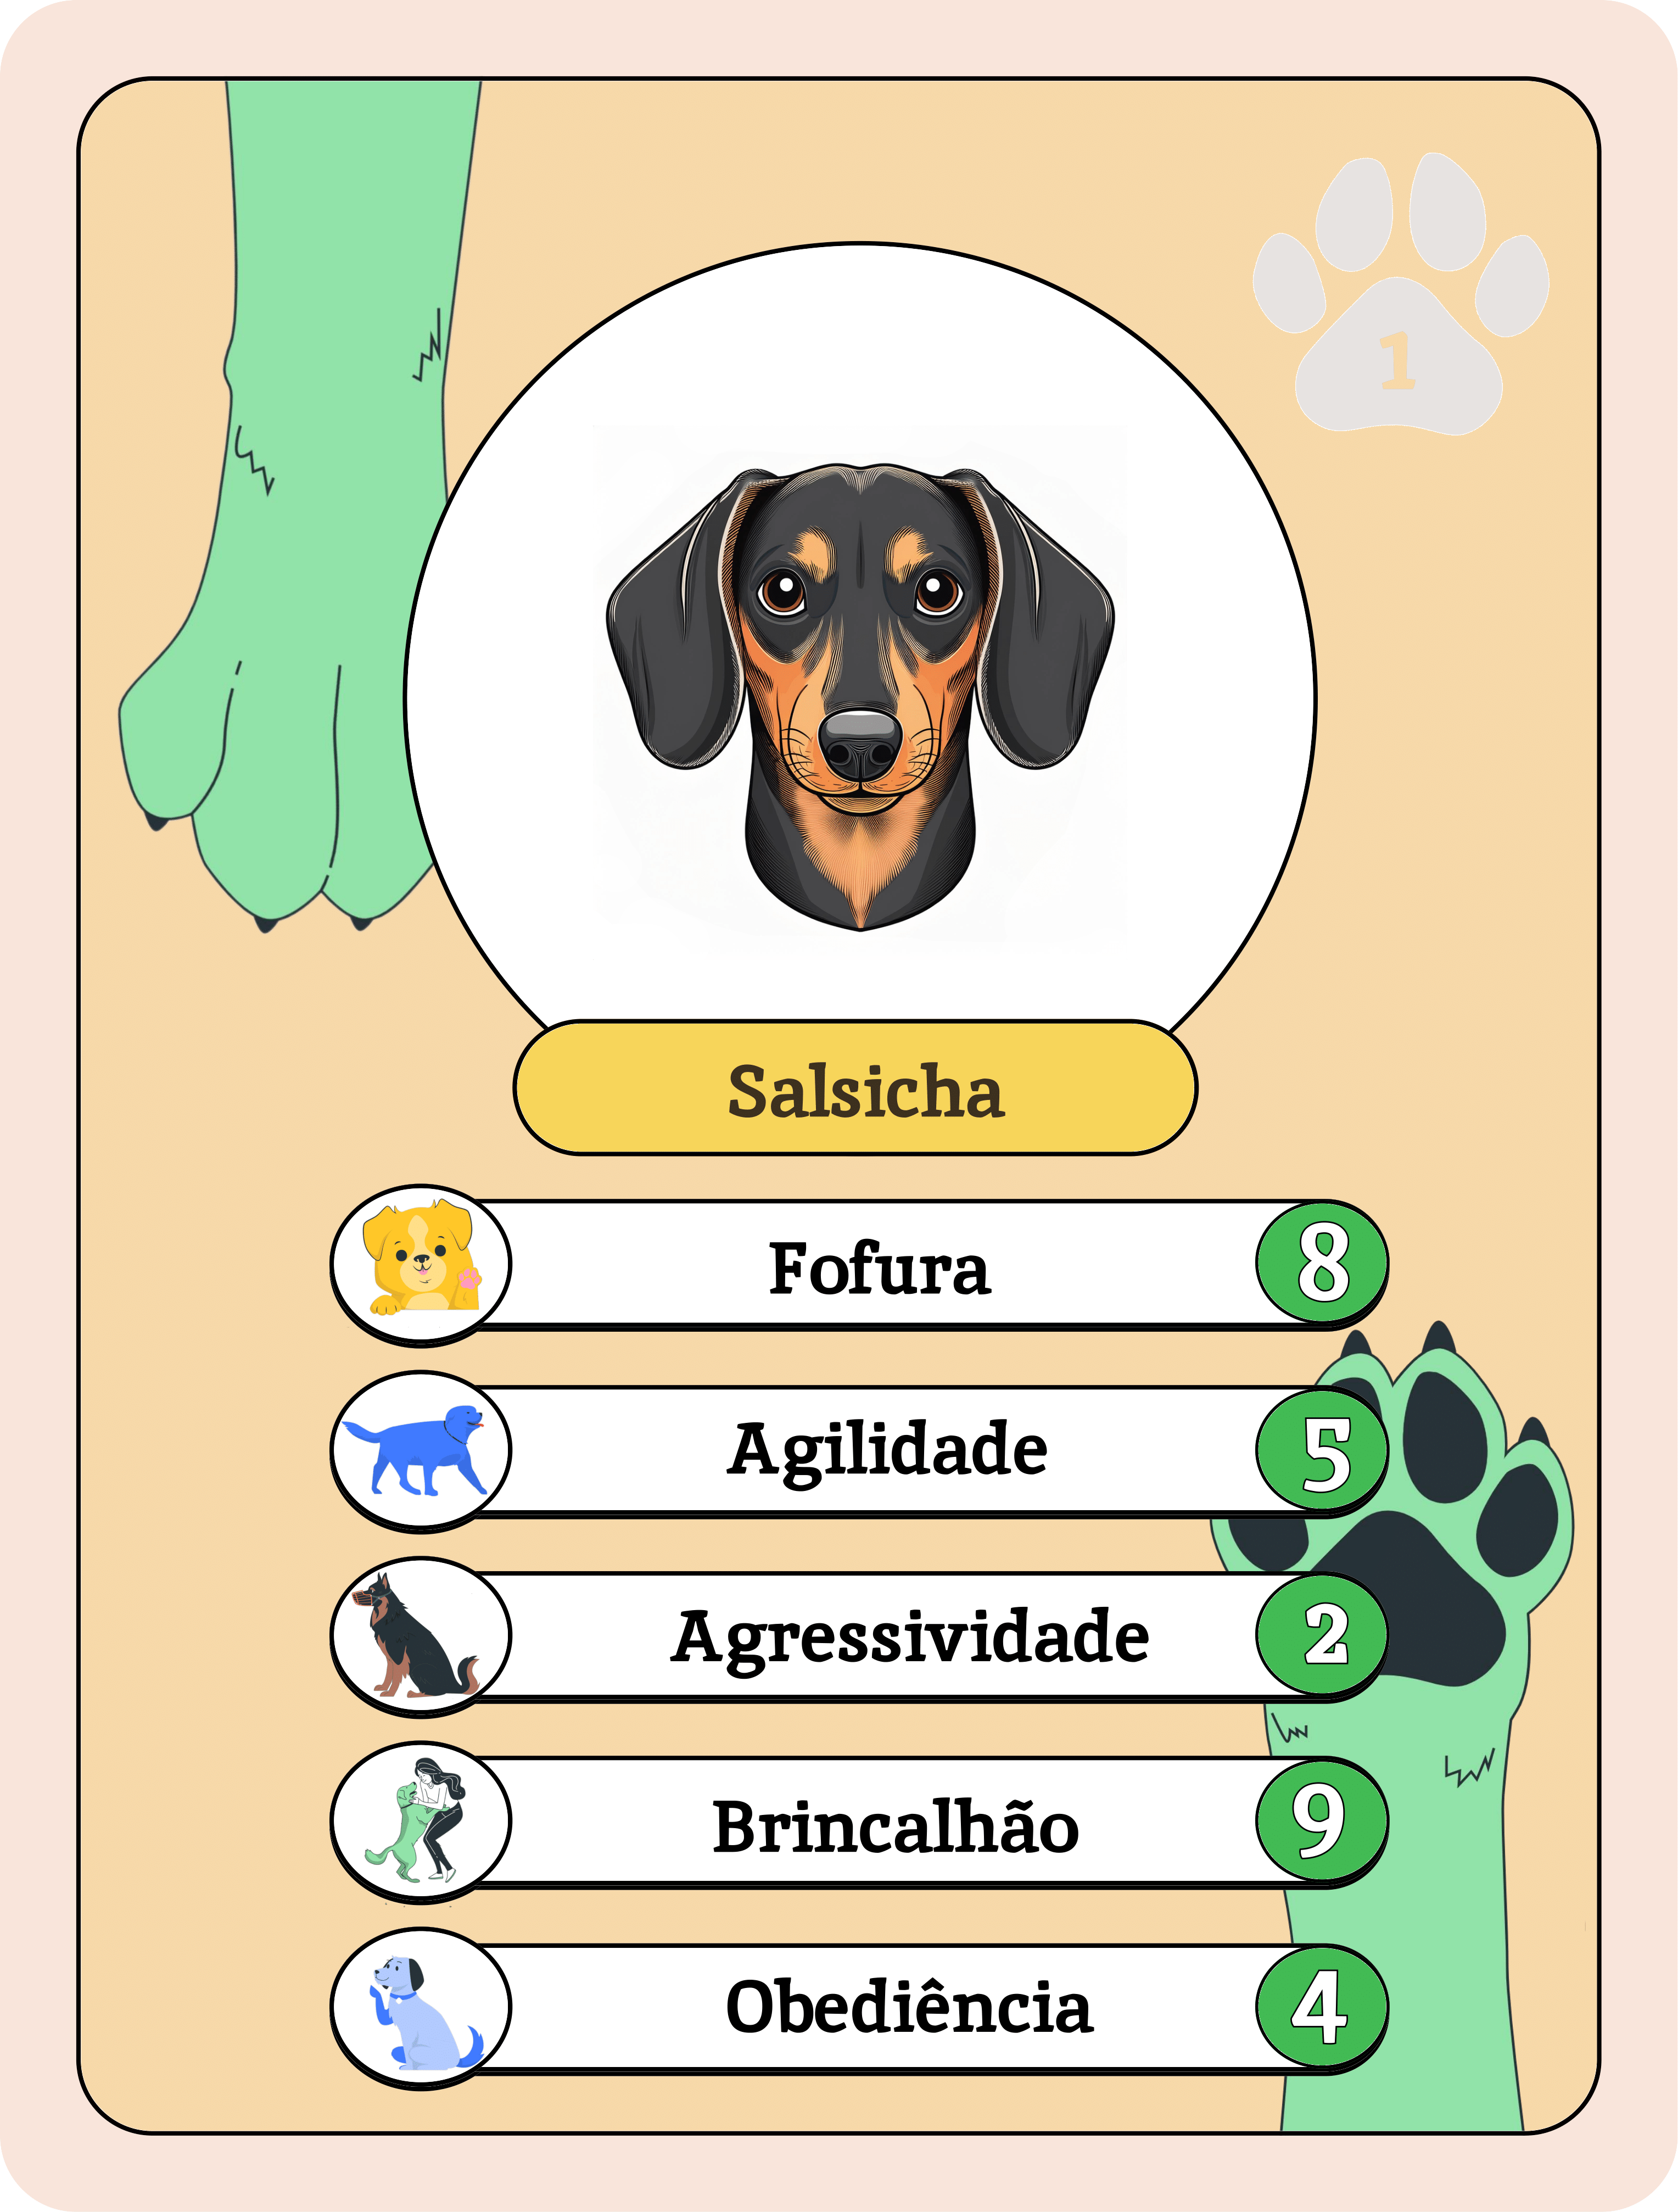 1
Salsicha
Fofura 8
Agilidade 5
Agressividade 2
Brincalhão 9
Obediência 4